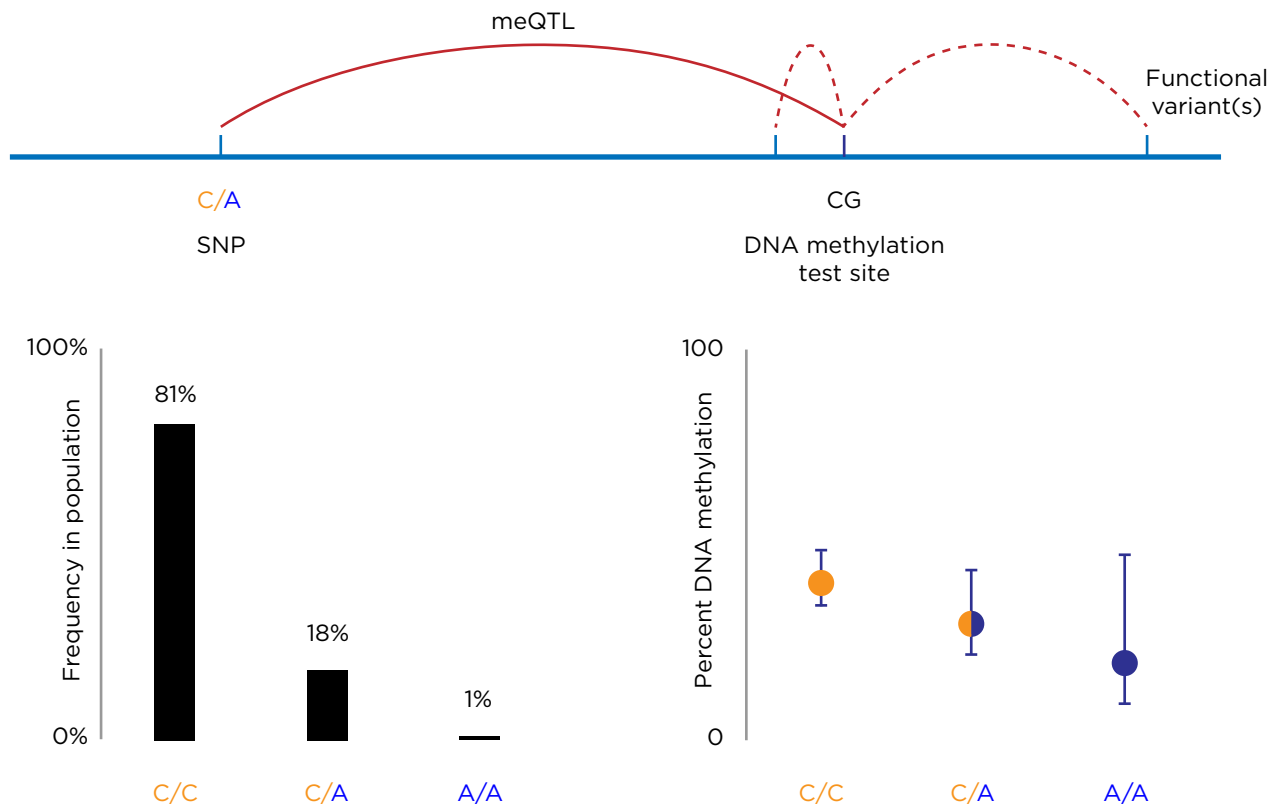 meQTL
Functional
variant(s)
C/A
SNP
CG
DNA methylation
test site
100%
Frequency in population
0%
81%
18%
1%
C/C
C/A
A/A
100
Percent DNA methylation
0
C/C
C/A
A/A